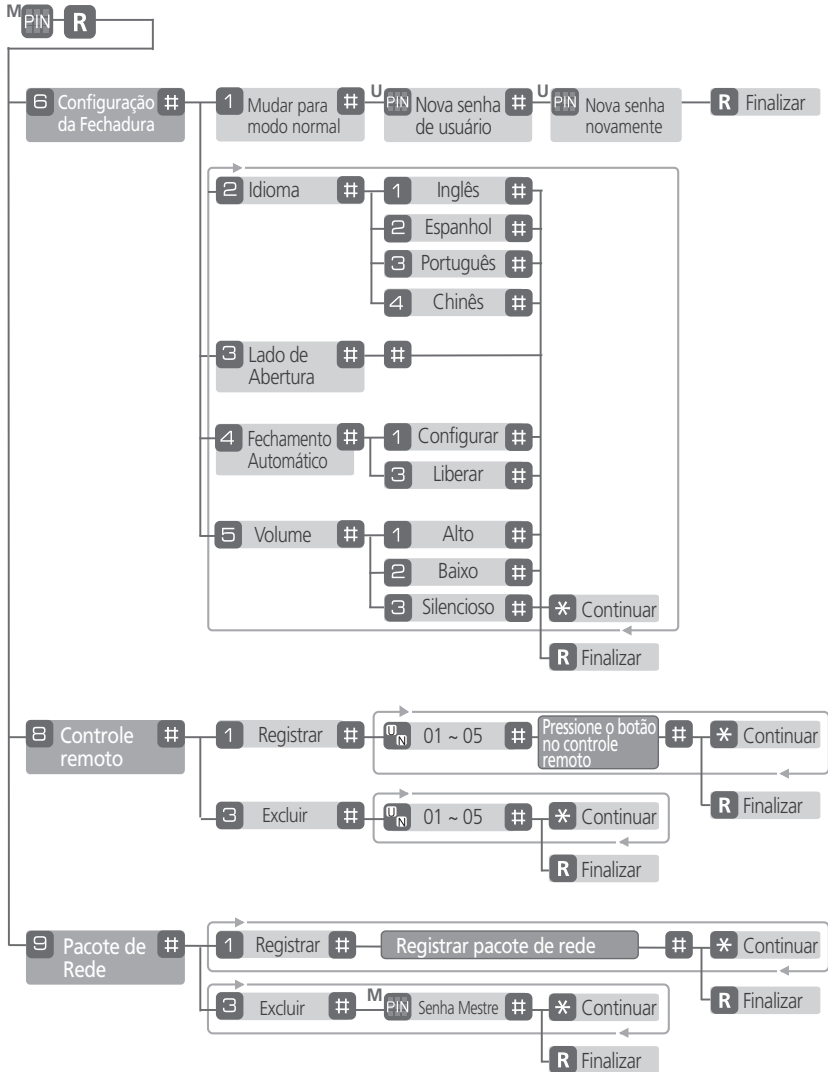 M PIN R
6 Configuração # 1 Mudar para # U PIN Nova senha # U PIN Nova senha R Finalizar
da Fechadura modo normal de usuário novamente
2 Idioma # 1 Inglês #
2 Espanhol #
3 Português #
4 Chinês #
3 Lado de # #
Abertura
4 Fechamento # 1 Configurar #
Automático 3 Liberar #
5 Volume # 1 Alto #
2 Baixo #
3 Silencioso # * Continuar
R Finalizar
8 Controle # 1 Registrar # UN 01 ~ 05 # Pressione o botão # * Continuar
remoto no controle
remoto
R Finalizar
3 Excluir # UN 01 ~ 05 # * Continuar
R Finalizar
9 Pacote de # 1 Registrar # Registrar pacote de rede # * Continuar
Rede
R Finalizar
3 Excluir # M PIN Senha Mestre # * Continuar
R Finalizar